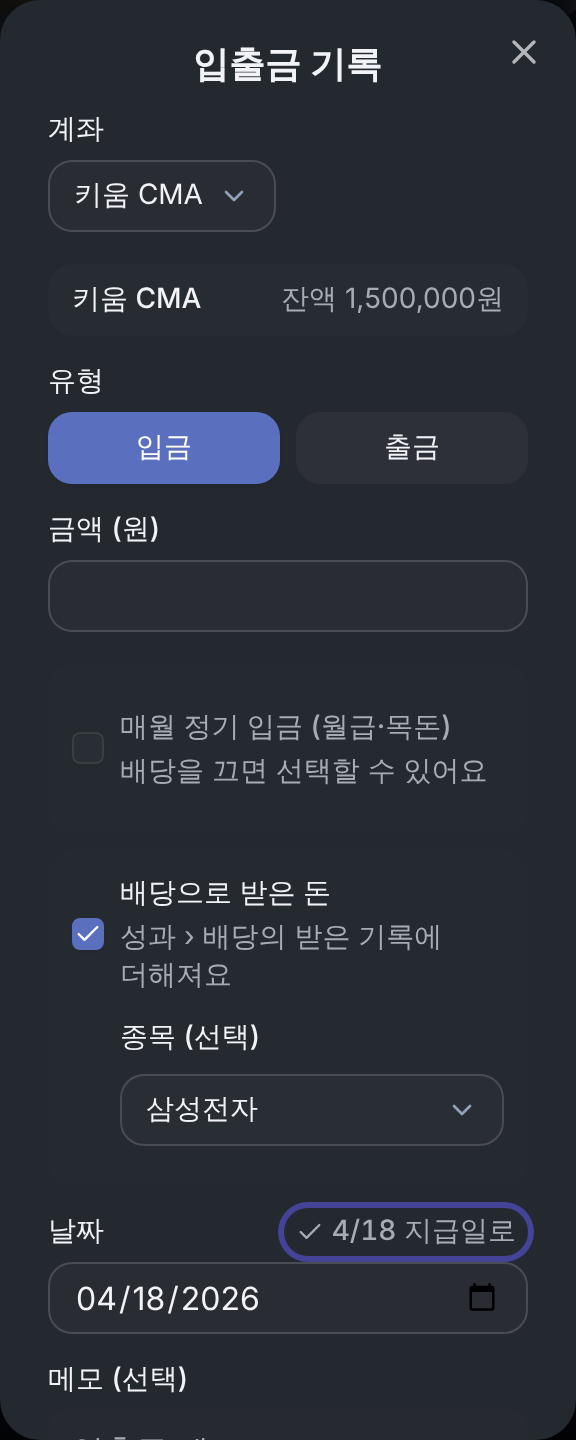 입출금 기록
계좌
키움 CMA
키움 CMA 잔액 1,500,000원
유형
입금 출금
금액 (원)
매월 정기 입금 (월급·목돈)
배당을 끄면 선택할 수 있어요
배당으로 받은 돈
성과 › 배당의 받은 기록에
더해져요
종목 (선택)
삼성전자
날짜 4/18 지급일로
04/18/2026
메모 (선택)